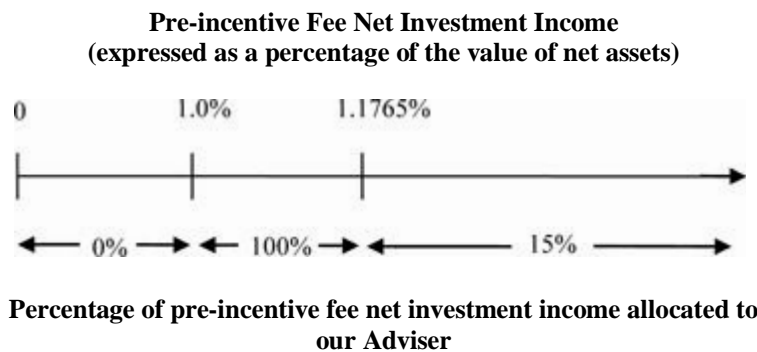 Pre-incentive Fee Net Investment Income
(expressed as a percentage of the value of net assets)
0 1.0% 1.1765%
0% 100% 15%
Percentage of pre-incentive fee net investment income allocated to
our Adviser